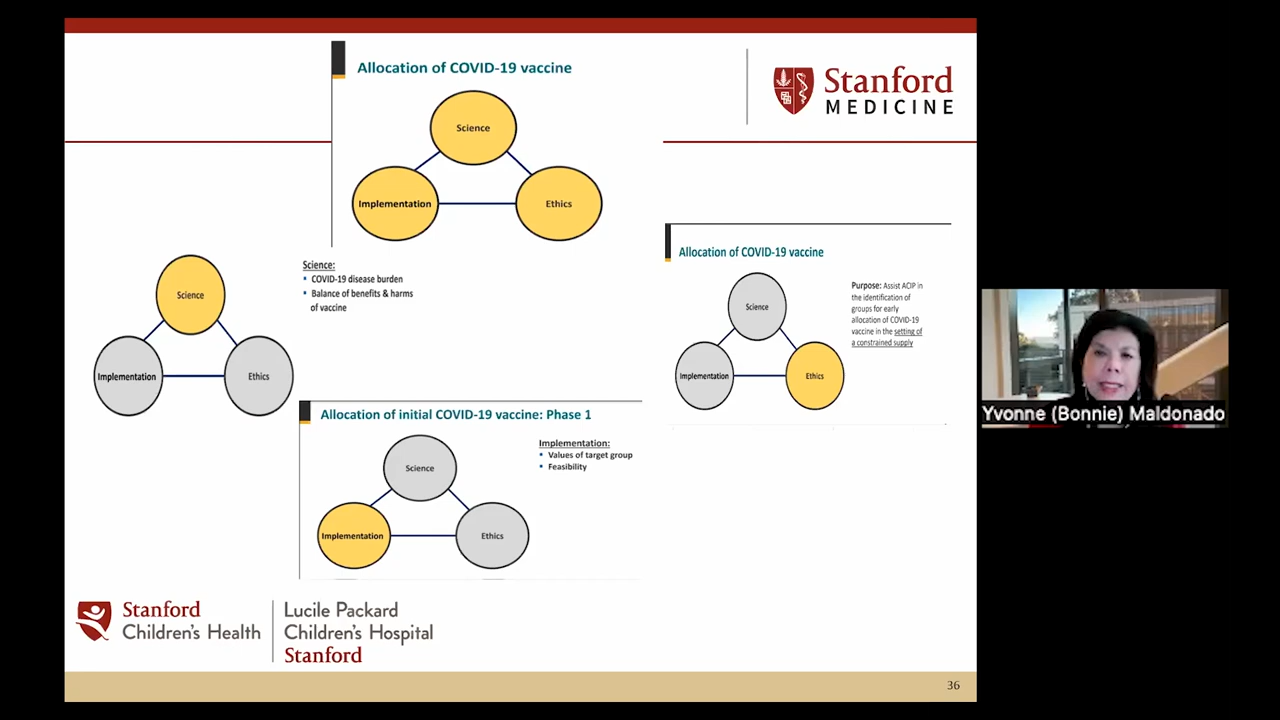 Allocation of COVID-19 vaccine
Science
Implementation
Ethics
Stanford
MEDICINE
Science
Implementation
Ethics
Science:
COVID-19 disease burden
Balance of benefits & harms
of vaccine
Allocation of COVID-19 vaccine
Science
Implementation
Ethics
Purpose: Assist ACIP in
the identification of
groups for early
allocation of COVID-19
vaccine in the setting of
a constrained supply
Allocation of initial COVID-19 vaccine: Phase 1
Science
Implementation
Ethics
Implementation:
Values of target group
Feasibility
Yvonne (Bonnie) Maldonado
Stanford
Children's Health
Lucile Packard
Children's Hospital
Stanford
36